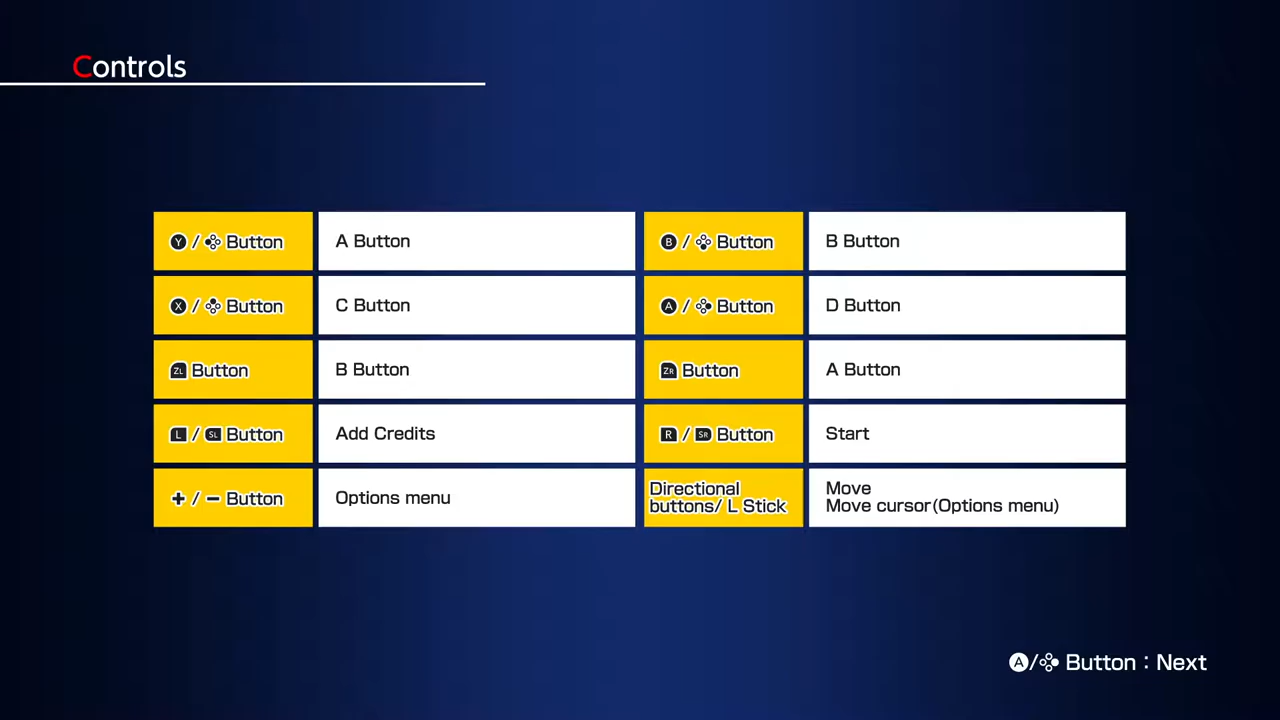 Controls
Y / Button A Button B / Button B Button
X / Button C Button A / Button D Button
ZL Button B Button ZR Button A Button
L / SL Button Add Credits R / SR Button Start
+ / - Button Options menu Directional buttons/ L Stick Move
Move cursor(Options menu)
A/ Button : Next